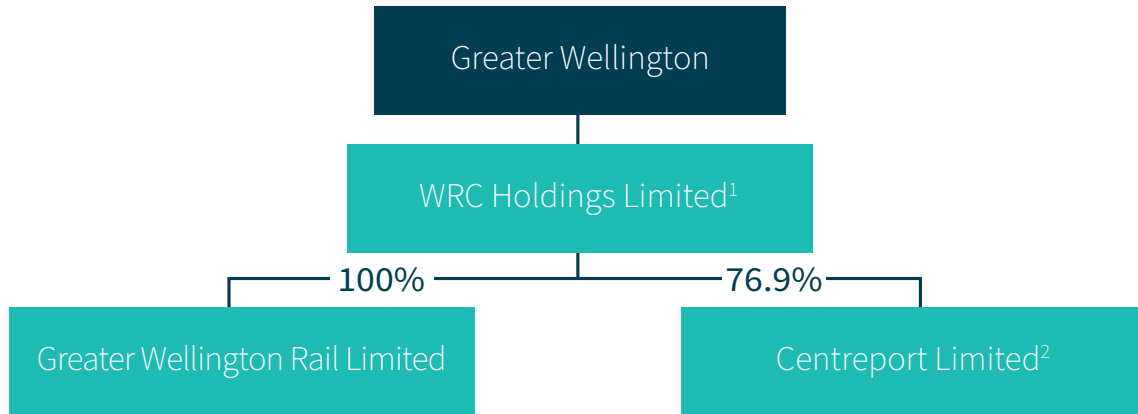 Greater Wellington
WRC Holdings Limited¹
100%
76.9%
Greater Wellington Rail Limited
Centreport Limited²